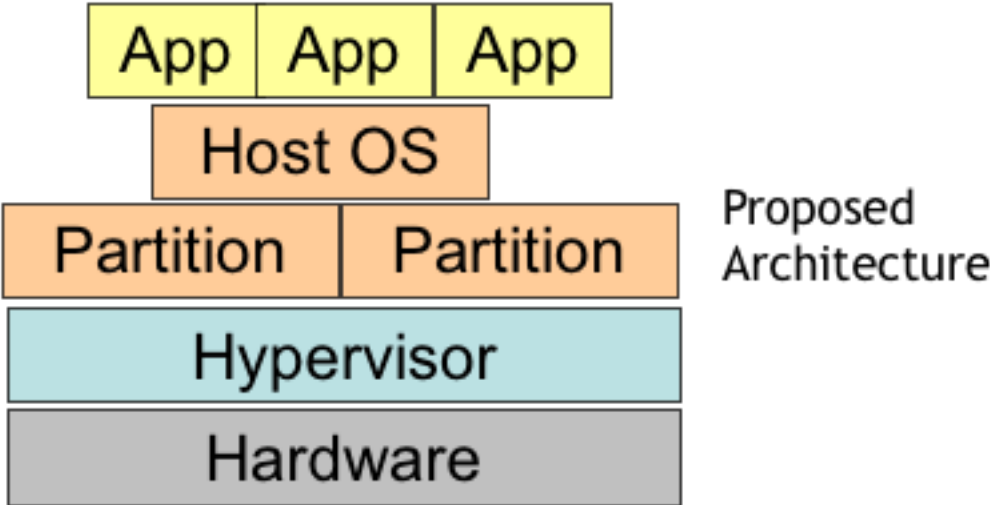 App App App
Host OS
Partition Partition
Proposed
Architecture
Hypervisor
Hardware